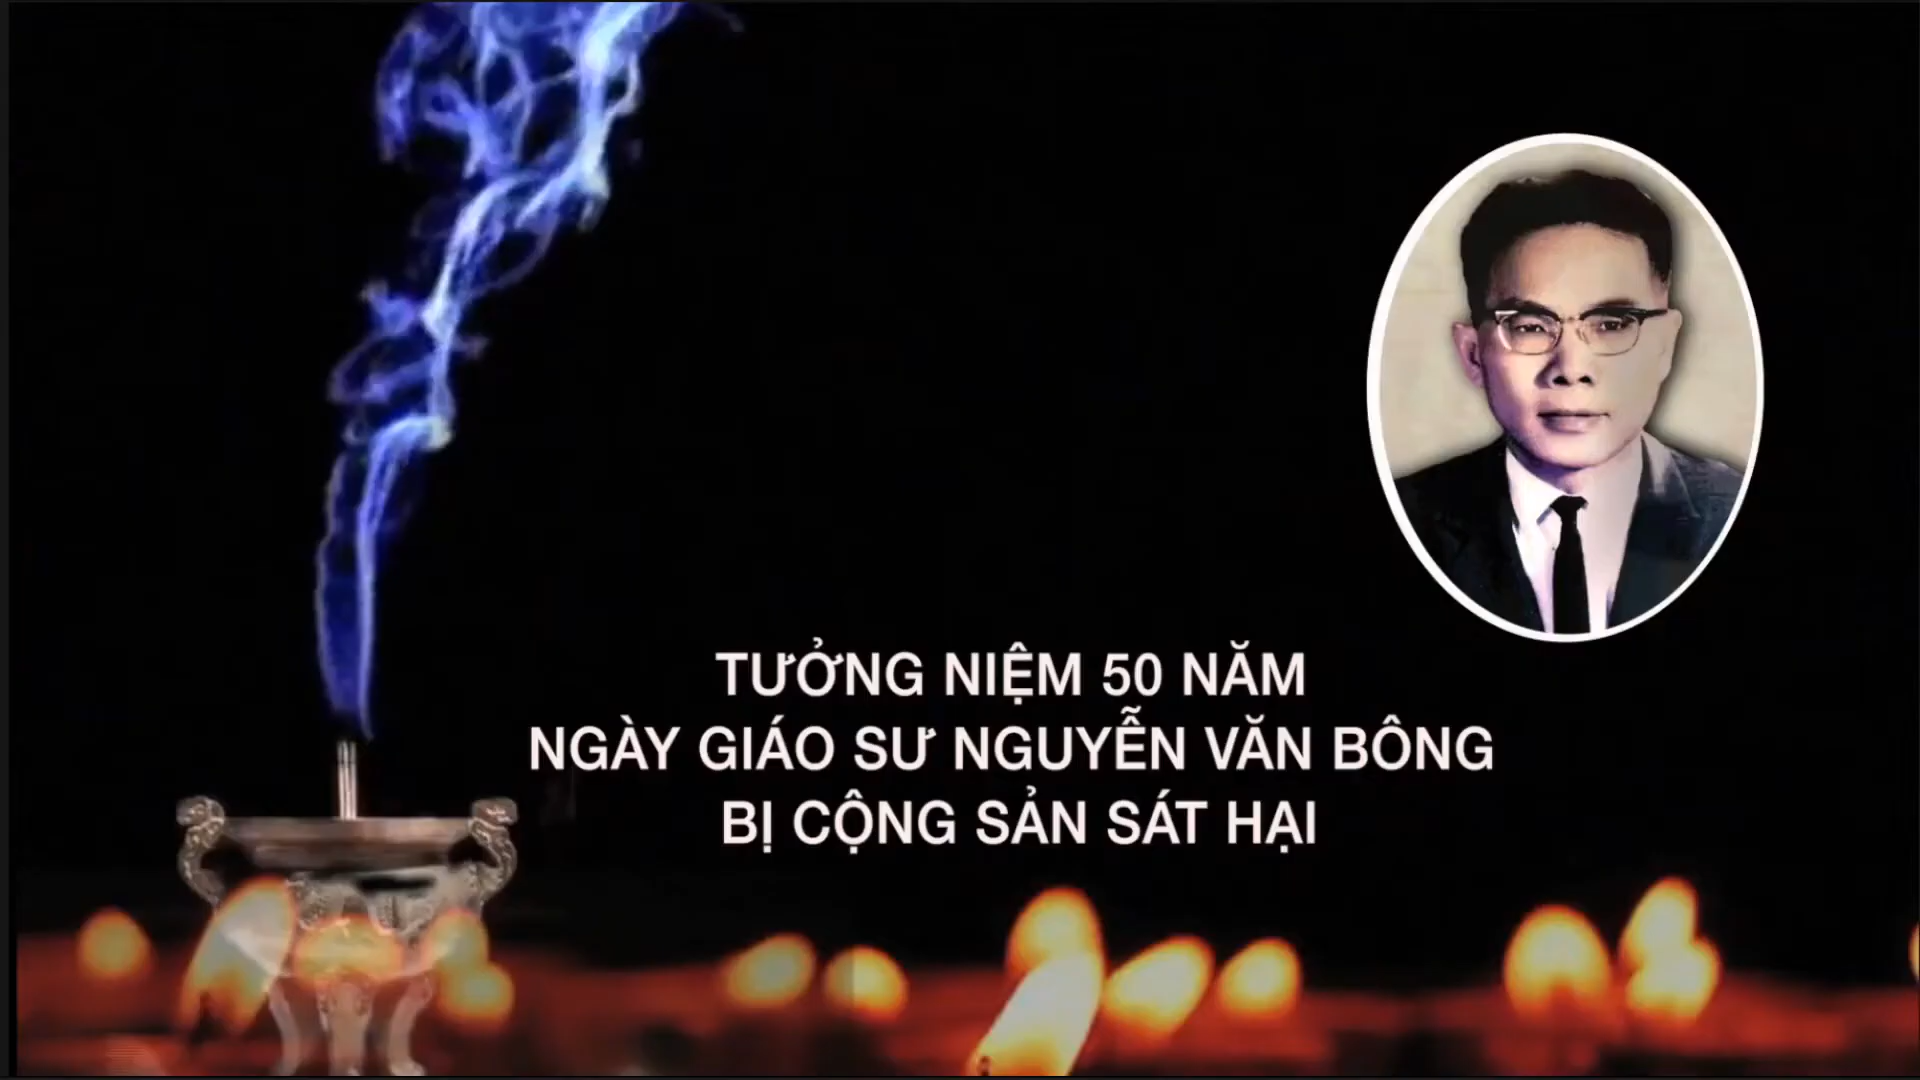 TƯỞNG NIỆM 50 NĂM
NGÀY GIÁO SƯ NGUYỄN VĂN BÔNG
BỊ CỘNG SẢN SÁT HẠI